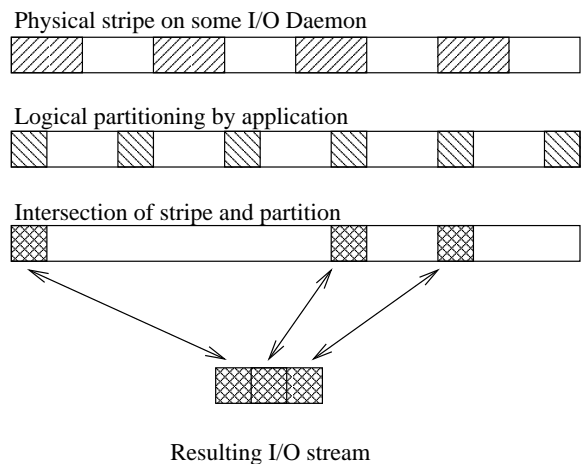 Physical stripe on some I/O Daemon
Logical partitioning by application
Intersection of stripe and partition
Resulting I/O stream